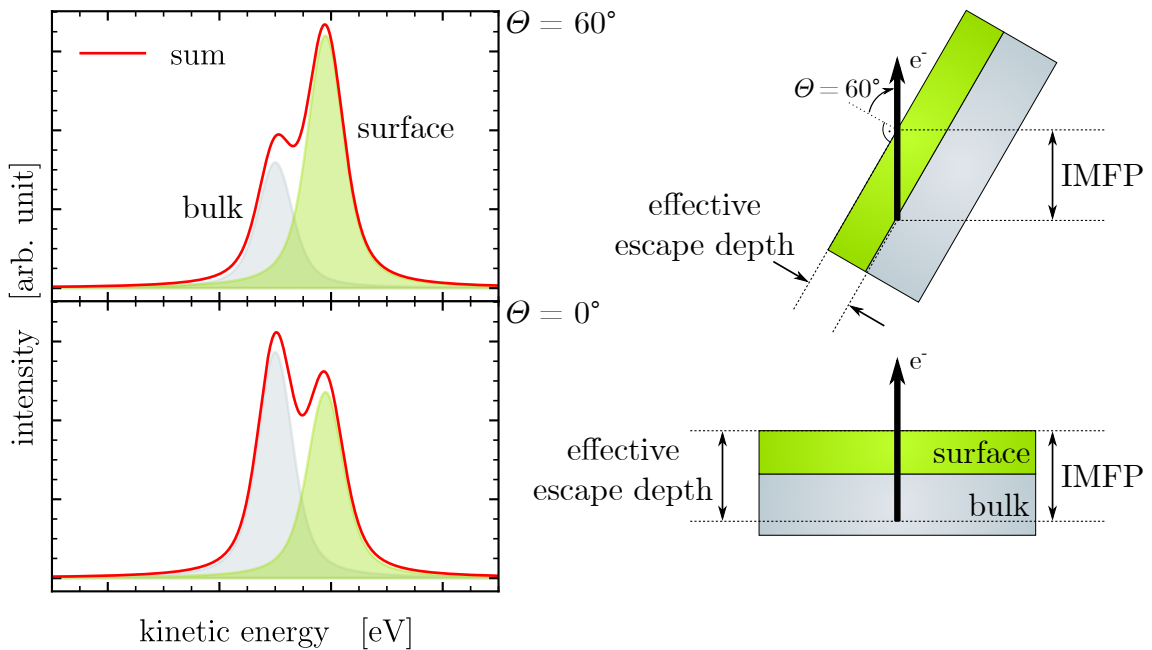 Θ = 60°
sum
surface
bulk
intensity [arb. unit]
Θ = 0°
kinetic energy [eV]
e-
Θ = 60°
IMFP
effective
escape depth
e-
effective
escape depth
surface
IMFP
bulk